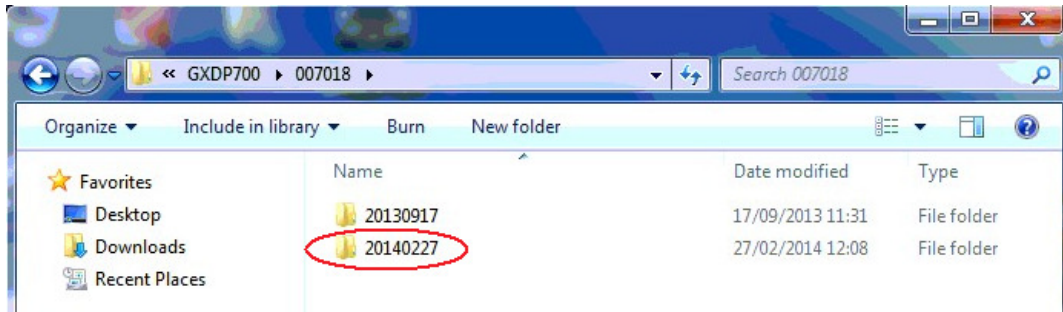 « GXDP700 ▸ 007018 ▸ Search 007018
Organize ▾ Include in library ▾ Burn New folder
Favorites
Desktop
Downloads
Recent Places
Name Date modified Type
20130917 17/09/2013 11:31 File folder
20140227 27/02/2014 12:08 File folder